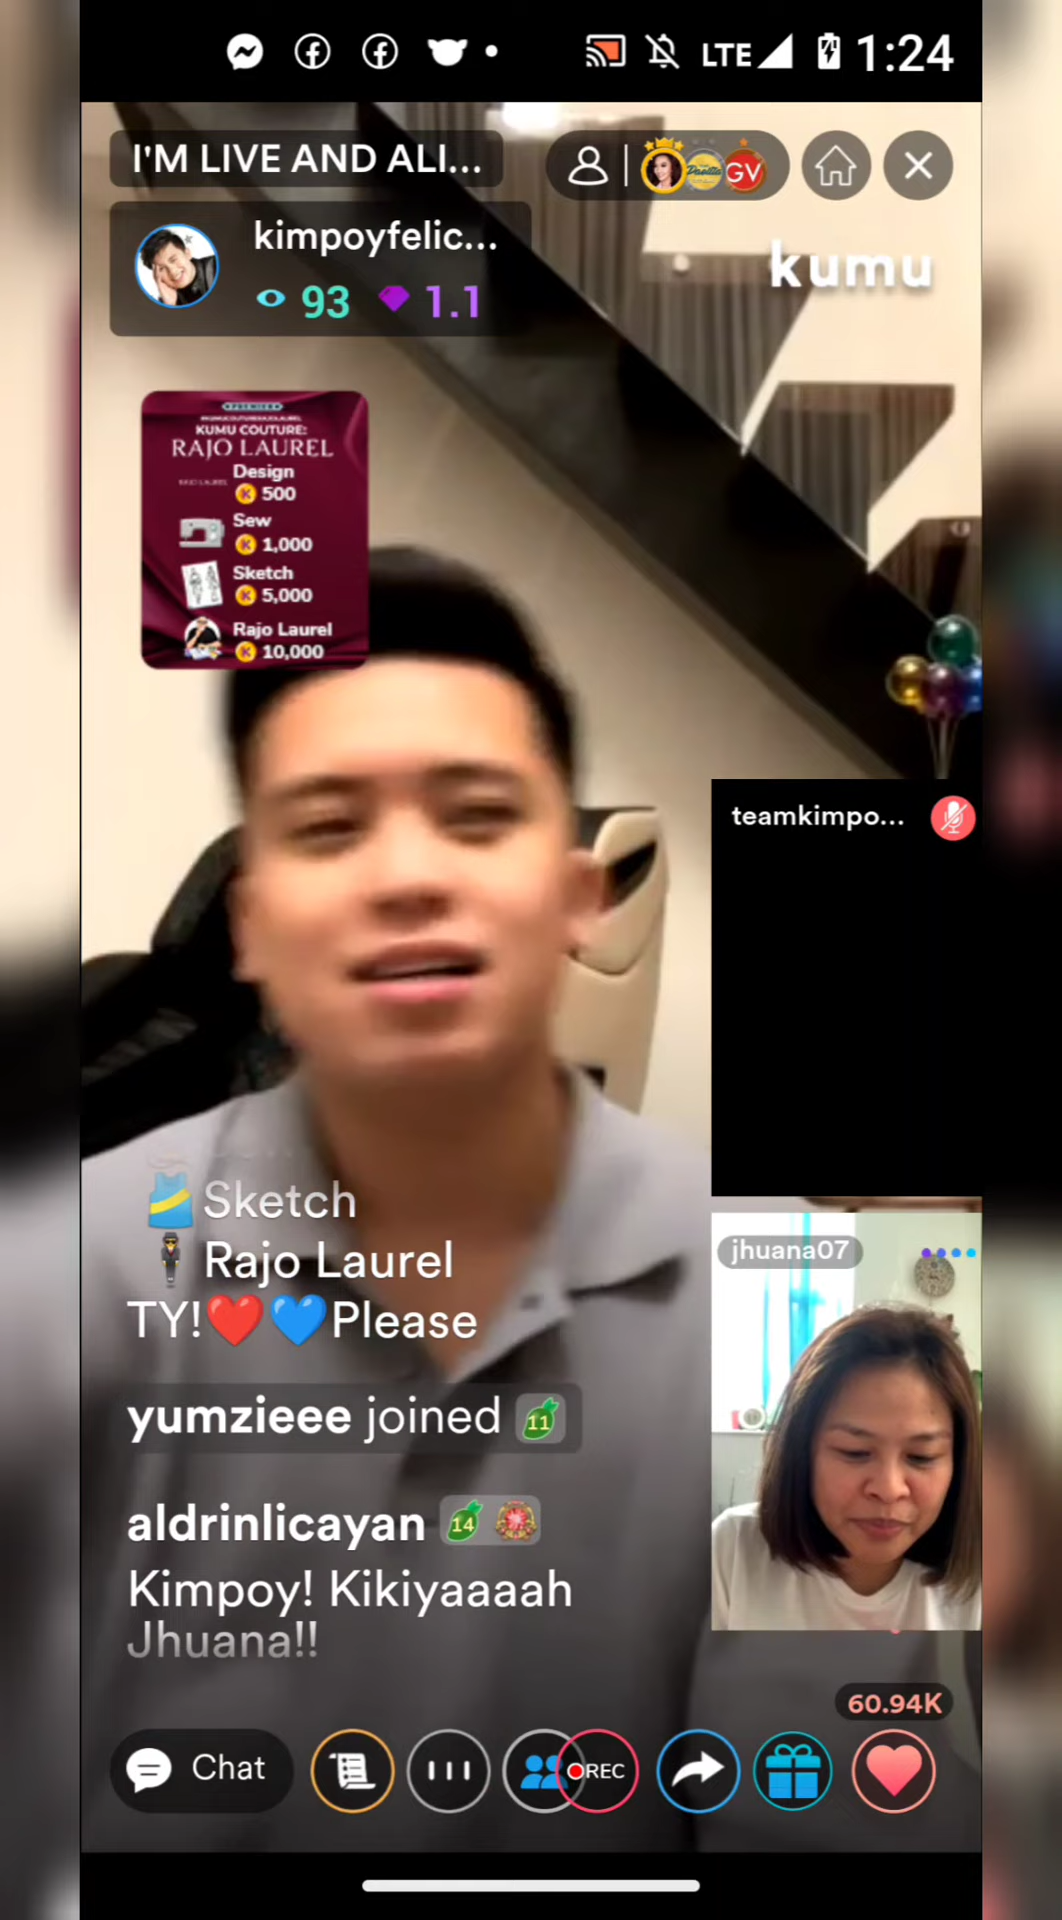 LTE 1:24
I'M LIVE AND ALI...
GV
kimpoyfelic...
93 1.1
kumu
KUMU COUTURE:
RAJO LAUREL
Design
500
Sew
1,000
Sketch
5,000
Rajo Laurel
10,000
teamkimpo...
jhuana07
Sketch
Rajo Laurel
TY!❤️💙Please
yumzieee joined 11
aldrinlicayan 14
Kimpoy! Kikiyaaaah
Jhuana!!
60.94K
Chat
REC